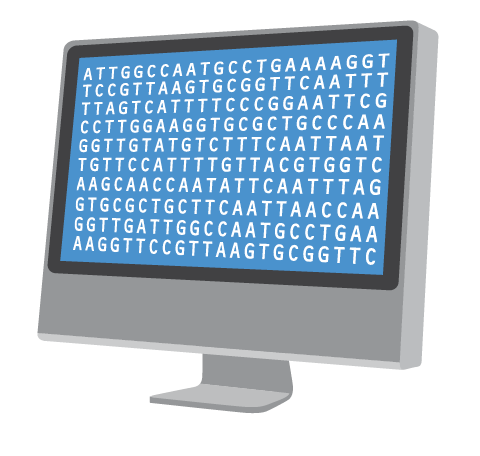 ATTGGCCAATGCCTGAAAAGGT
TCCGTTAAGTGCGGTTCAATTT
TTAGTCATTTTCCCGGAATTCG
CCTTGGAAGGTGCGCTGCCCAA
GGTTGTATGTCTTTCAATTAAT
TGTTCCATTTTGTTACGTGGTC
AAGCAACCAATATTCAATTTAG
GTGCGCTGCTTCAATTAACCAA
GGTTGATTGGCCAATGCCTGAA
AAGGTTCCGTTAAGTGCGGTTC